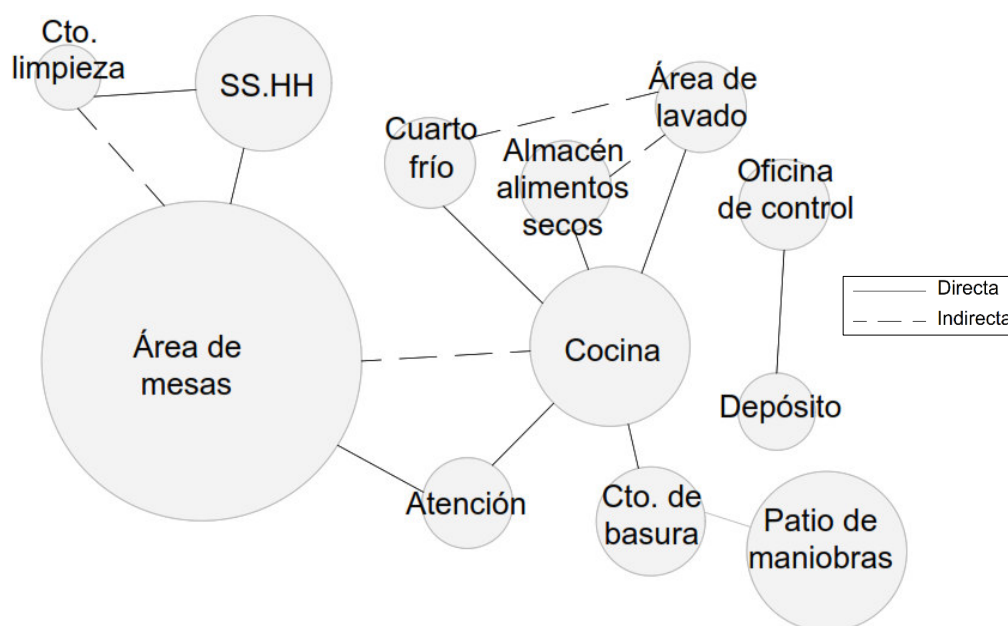 Cto.
limpieza
SS.HH
Cuarto
frío
Almacén
alimentos
secos
Área de
lavado
Oficina
de control
Directa
Indirecta
Área de
mesas
Cocina
Depósito
Atención
Cto. de
basura
Patio de
maniobras